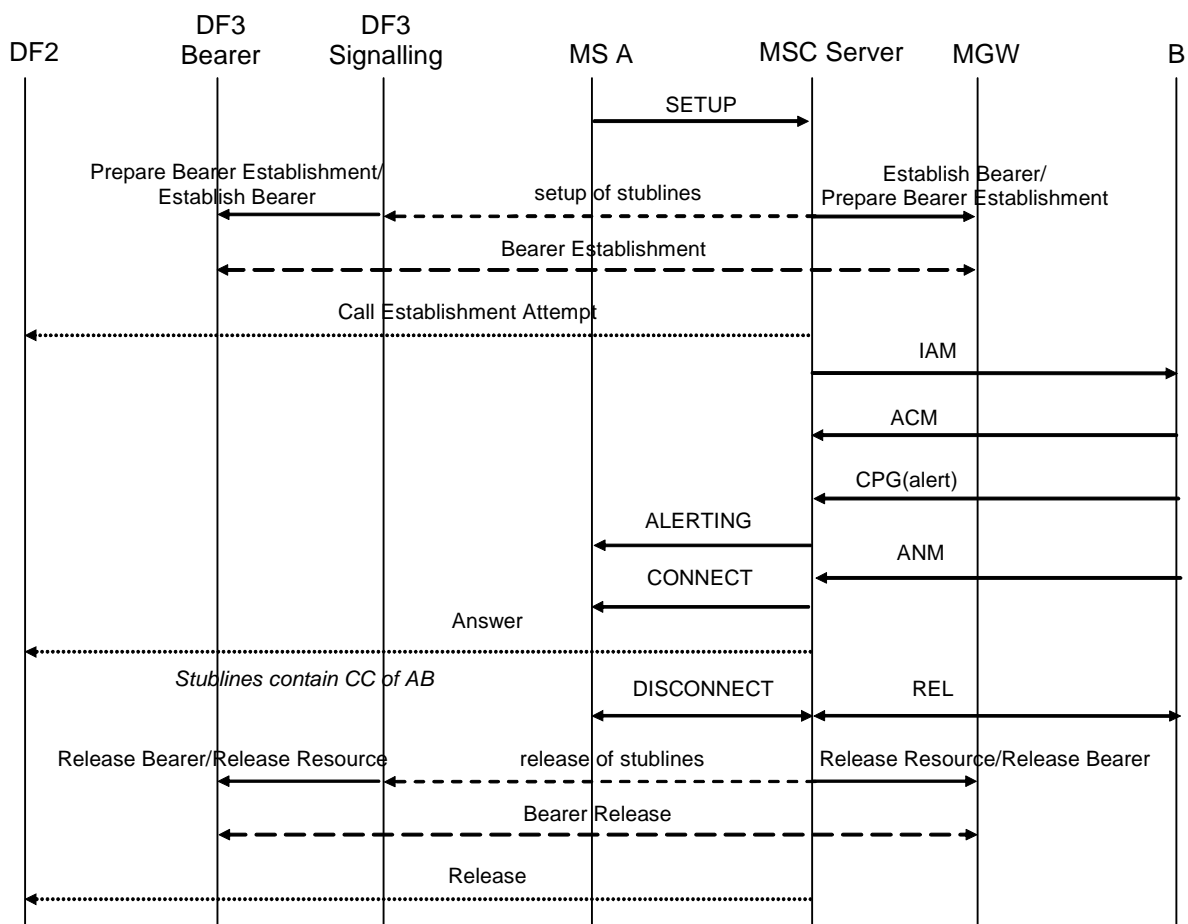 DF2
DF3
Bearer
DF3
Signalling
MS A
MSC Server
MGW
B
SETUP
Prepare Bearer Establishment/
Establish Bearer
setup of stublines
Establish Bearer/
Prepare Bearer Establishment
Bearer Establishment
Call Establishment Attempt
IAM
ACM
CPG(alert)
ALERTING
ANM
CONNECT
Answer
Stublines contain CC of AB
DISCONNECT
REL
Release Bearer/Release Resource
release of stublines
Release Resource/Release Bearer
Bearer Release
Release